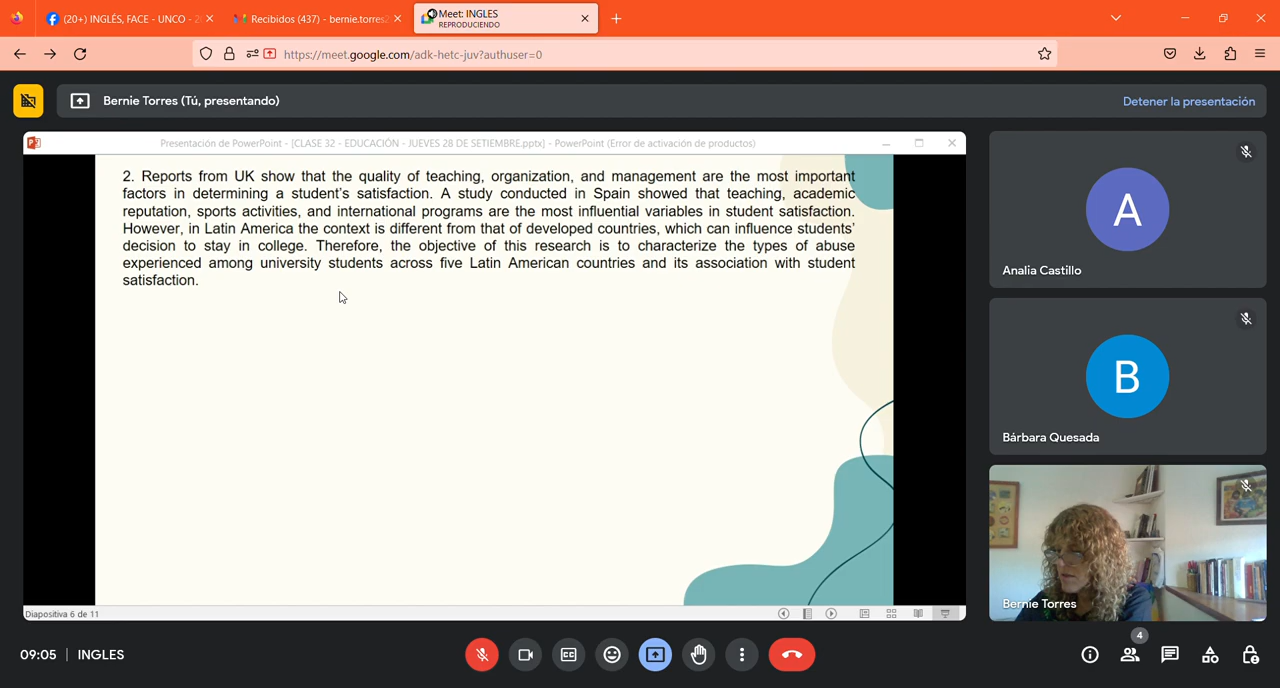 (20+) INGLÉS, FACE - UNCO - 2
Recibidos (437) - bernie.torres2
Meet: INGLES
REPRODUCIENDO
https://meet.google.com/adk-hetc-juv?authuser=0
Bernie Torres (Tú, presentando)
Detener la presentación
Presentación de PowerPoint - [CLASE 32 - EDUCACIÓN - JUEVES 28 DE SETIEMBRE.pptx] - PowerPoint (Error de activación de productos)
2. Reports from UK show that the quality of teaching, organization, and management are the most important
factors in determining a student's satisfaction. A study conducted in Spain showed that teaching, academic
reputation, sports activities, and international programs are the most influential variables in student satisfaction.
However, in Latin America the context is different from that of developed countries, which can influence students'
decision to stay in college. Therefore, the objective of this research is to characterize the types of abuse
experienced among university students across five Latin American countries and its association with student
satisfaction.
A
Analia Castillo
B
Bárbara Quesada
Bernie Torres
Diapositiva 6 de 11
09:05 | INGLES
4